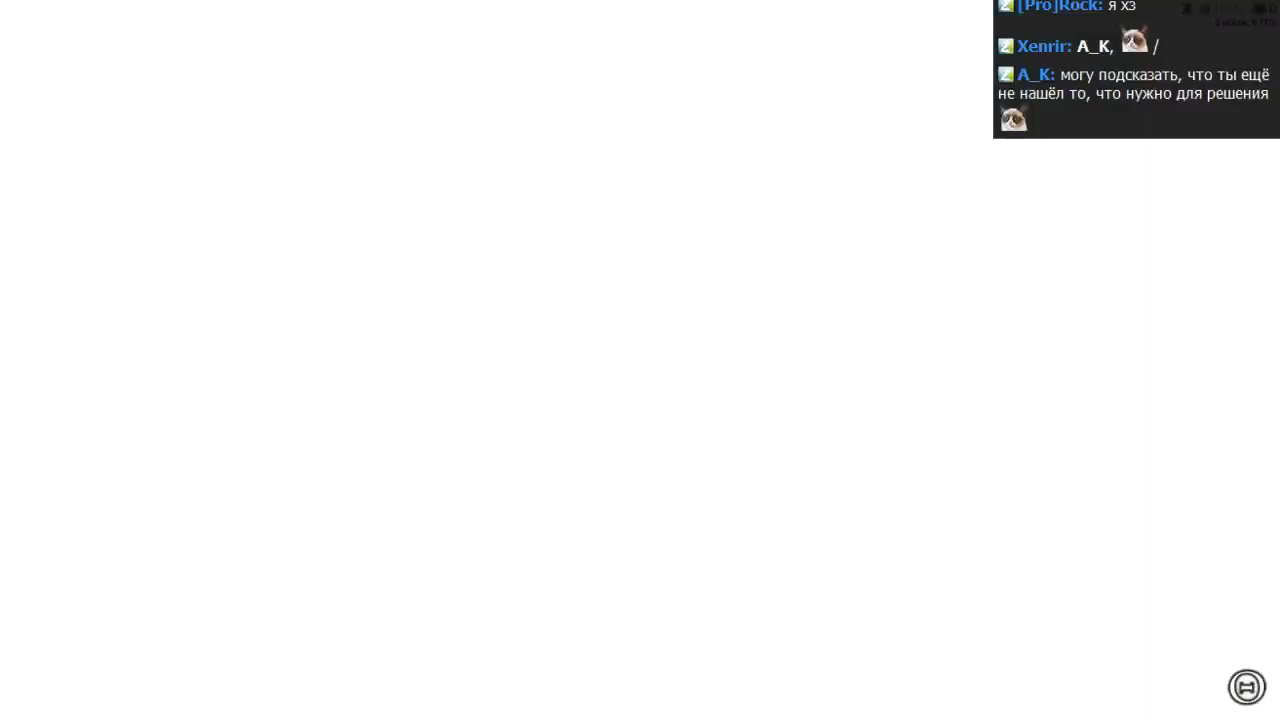 [Pro]Rock: я хз
Xenrir: A_K, /
A_K: могу подсказать, что ты ещё
не нашёл то, что нужно для решения